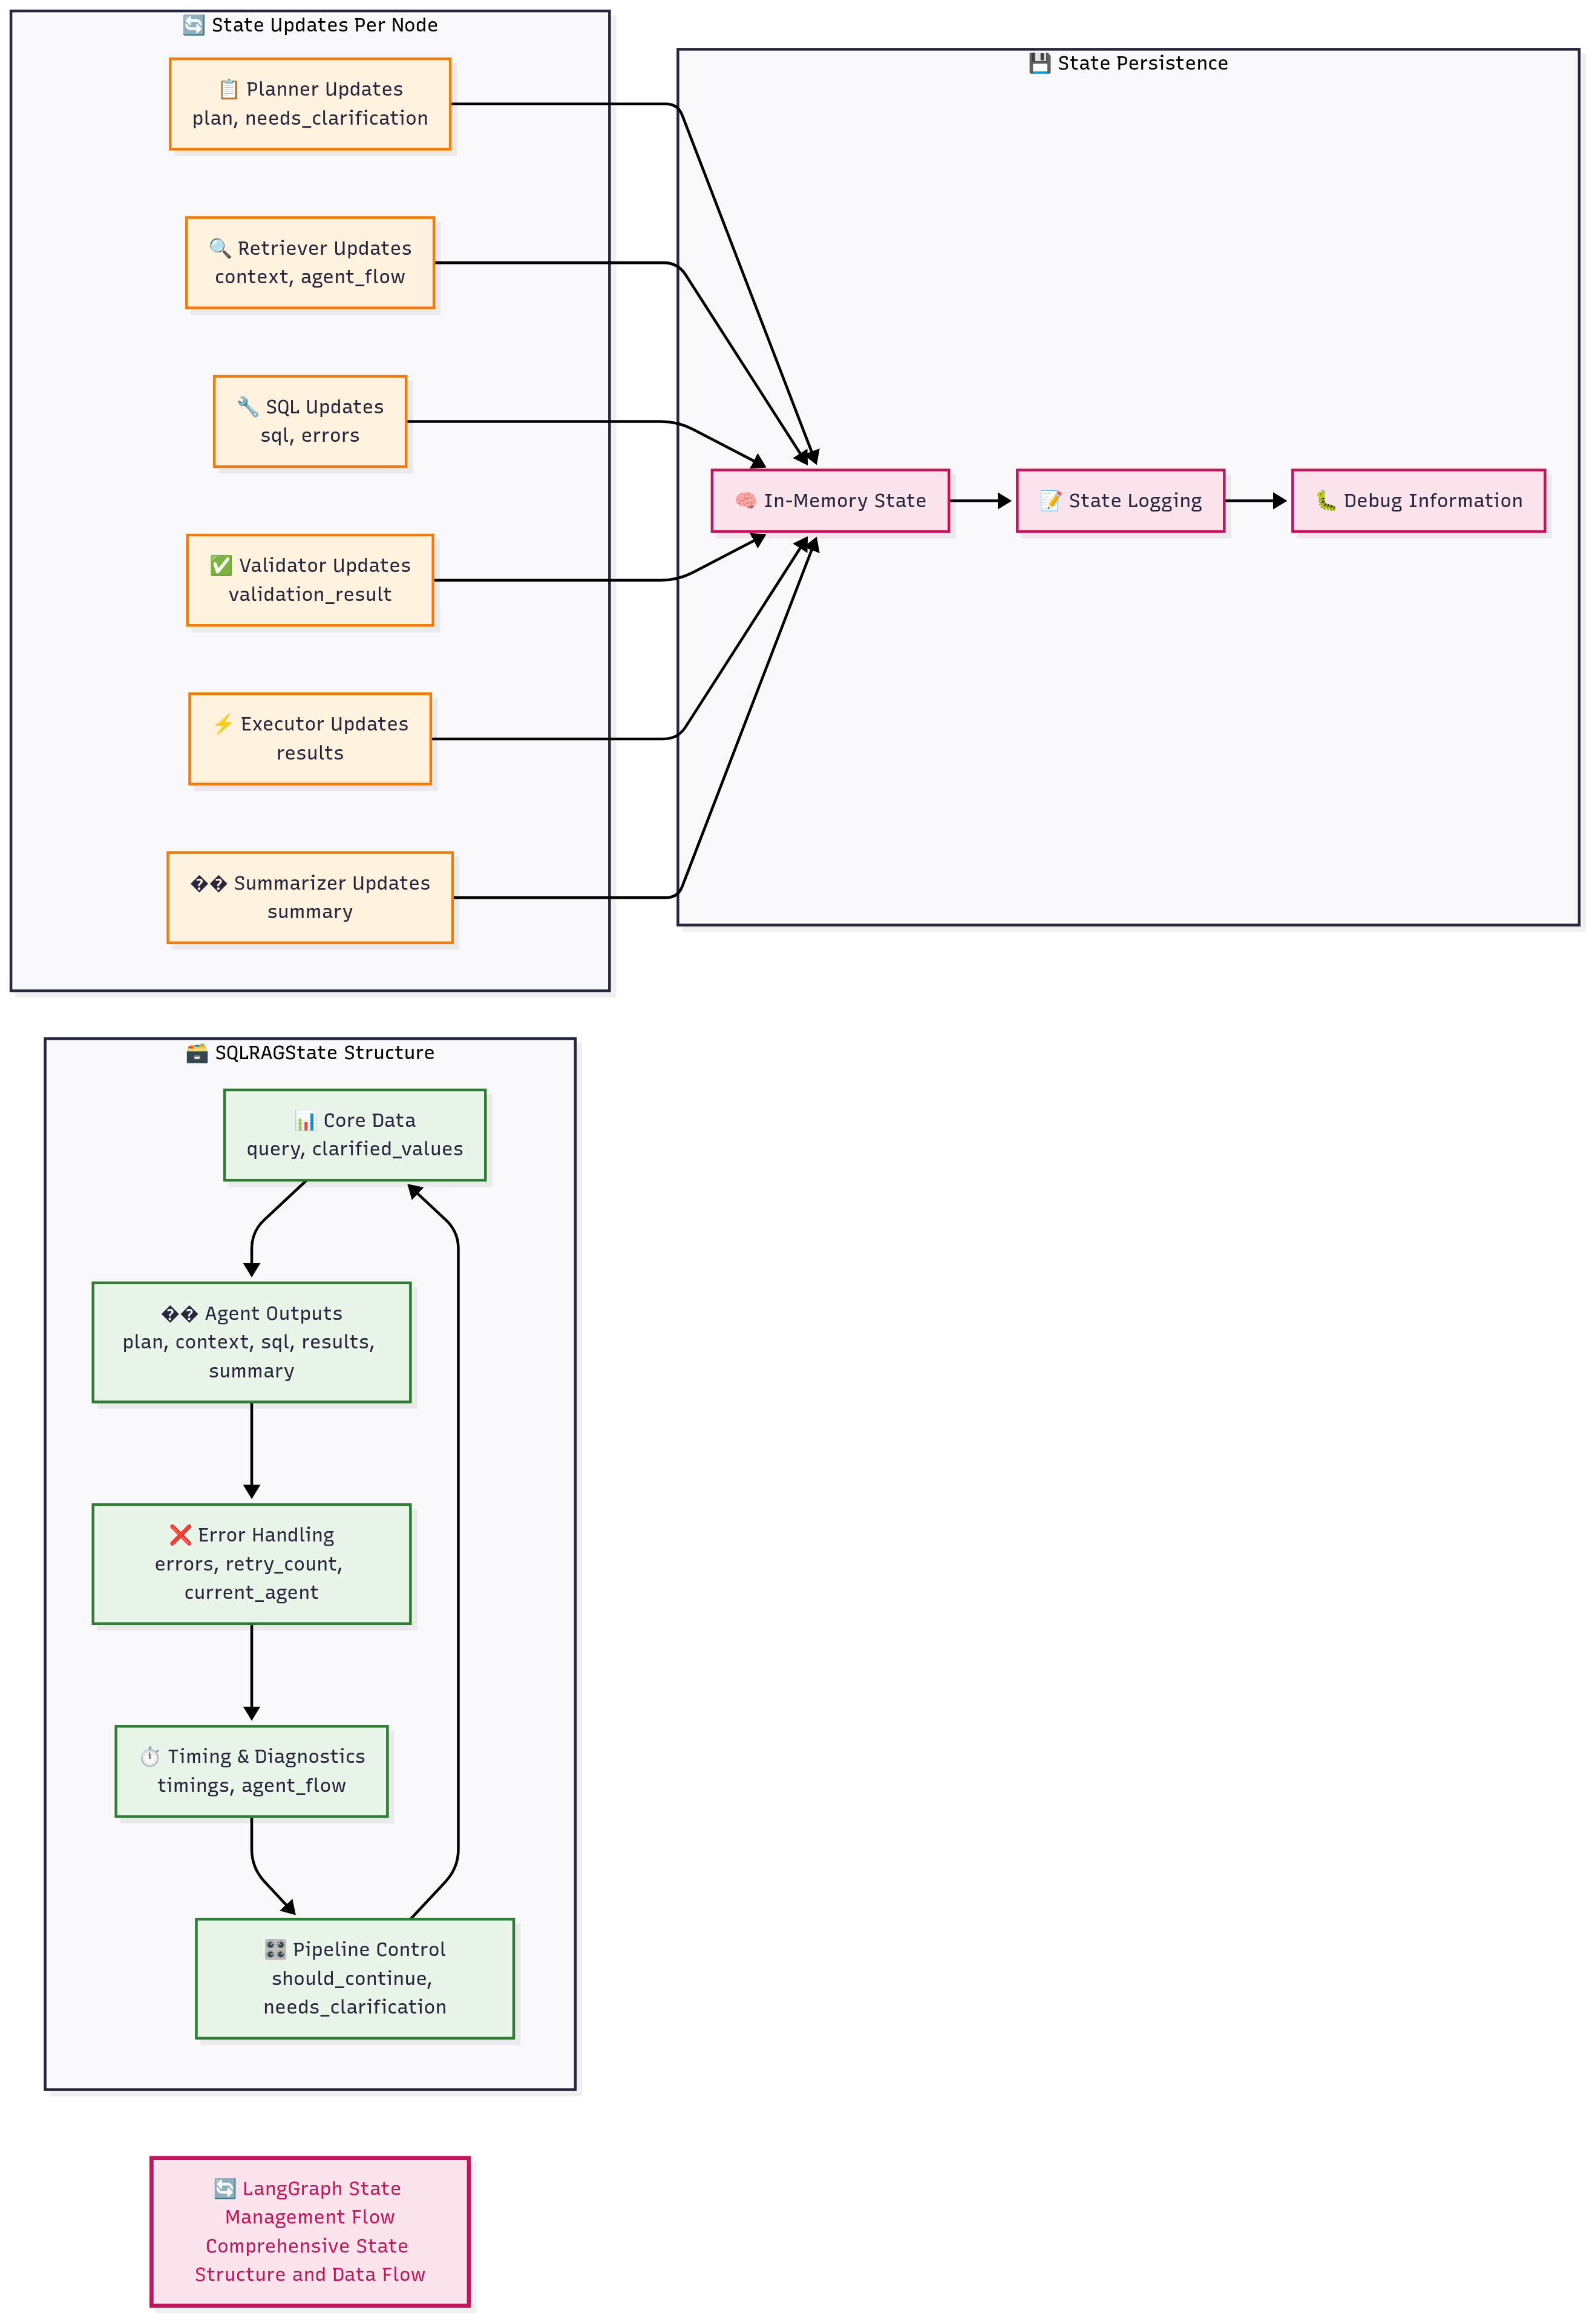 🔄 State Updates Per Node
📋 Planner Updates
plan, needs_clarification
🔍 Retriever Updates
context, agent_flow
🔧 SQL Updates
sql, errors
✅ Validator Updates
validation_result
⚡ Executor Updates
results
�� Summarizer Updates
summary
💾 State Persistence
🧠 In-Memory State
📝 State Logging
🐛 Debug Information
🗃️ SQLRAGState Structure
📊 Core Data
query, clarified_values
�� Agent Outputs
plan, context, sql, results,
summary
❌ Error Handling
errors, retry_count,
current_agent
⏱️ Timing & Diagnostics
timings, agent_flow
🎛️ Pipeline Control
should_continue,
needs_clarification
🔄 LangGraph State
Management Flow
Comprehensive State
Structure and Data Flow